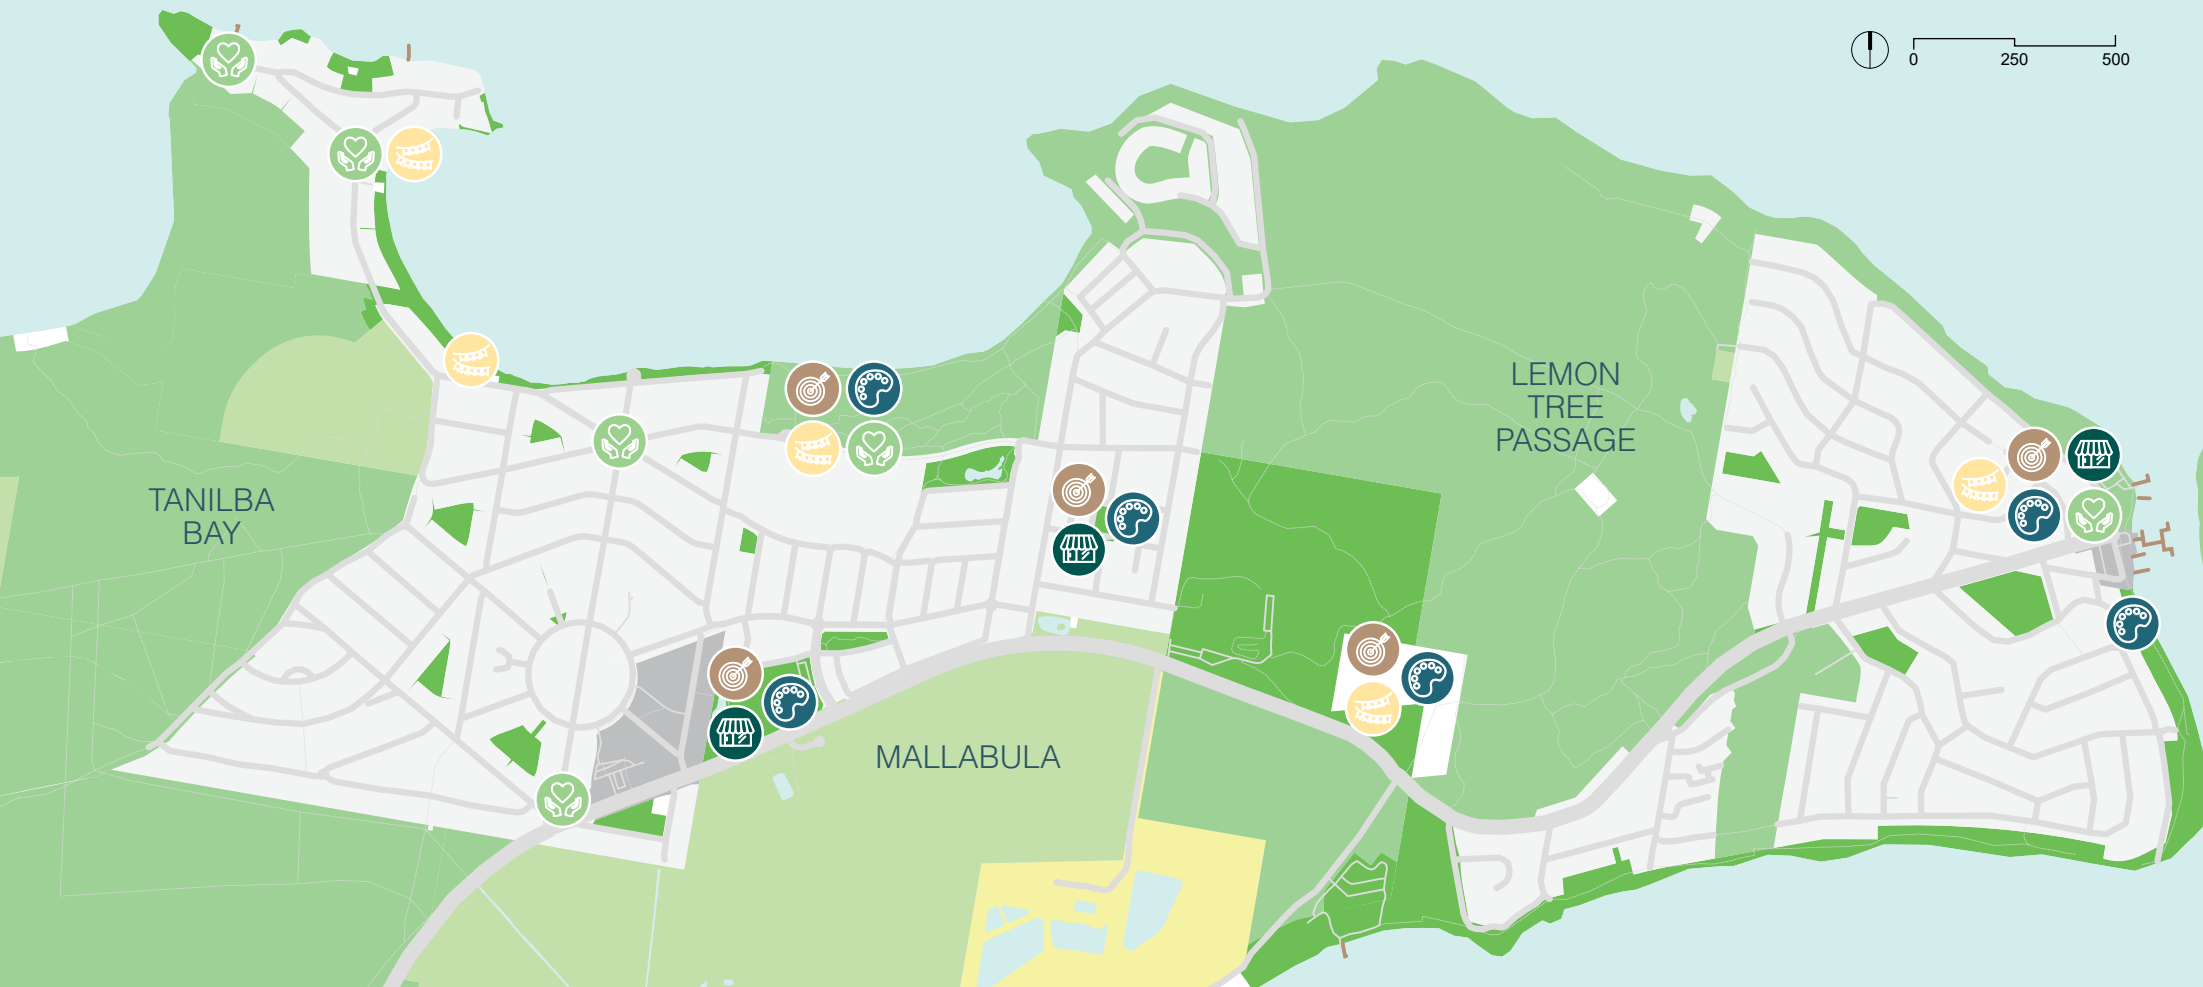 0 250 500
LEMON
TREE
PASSAGE
TANILBA
BAY
MALLABULA